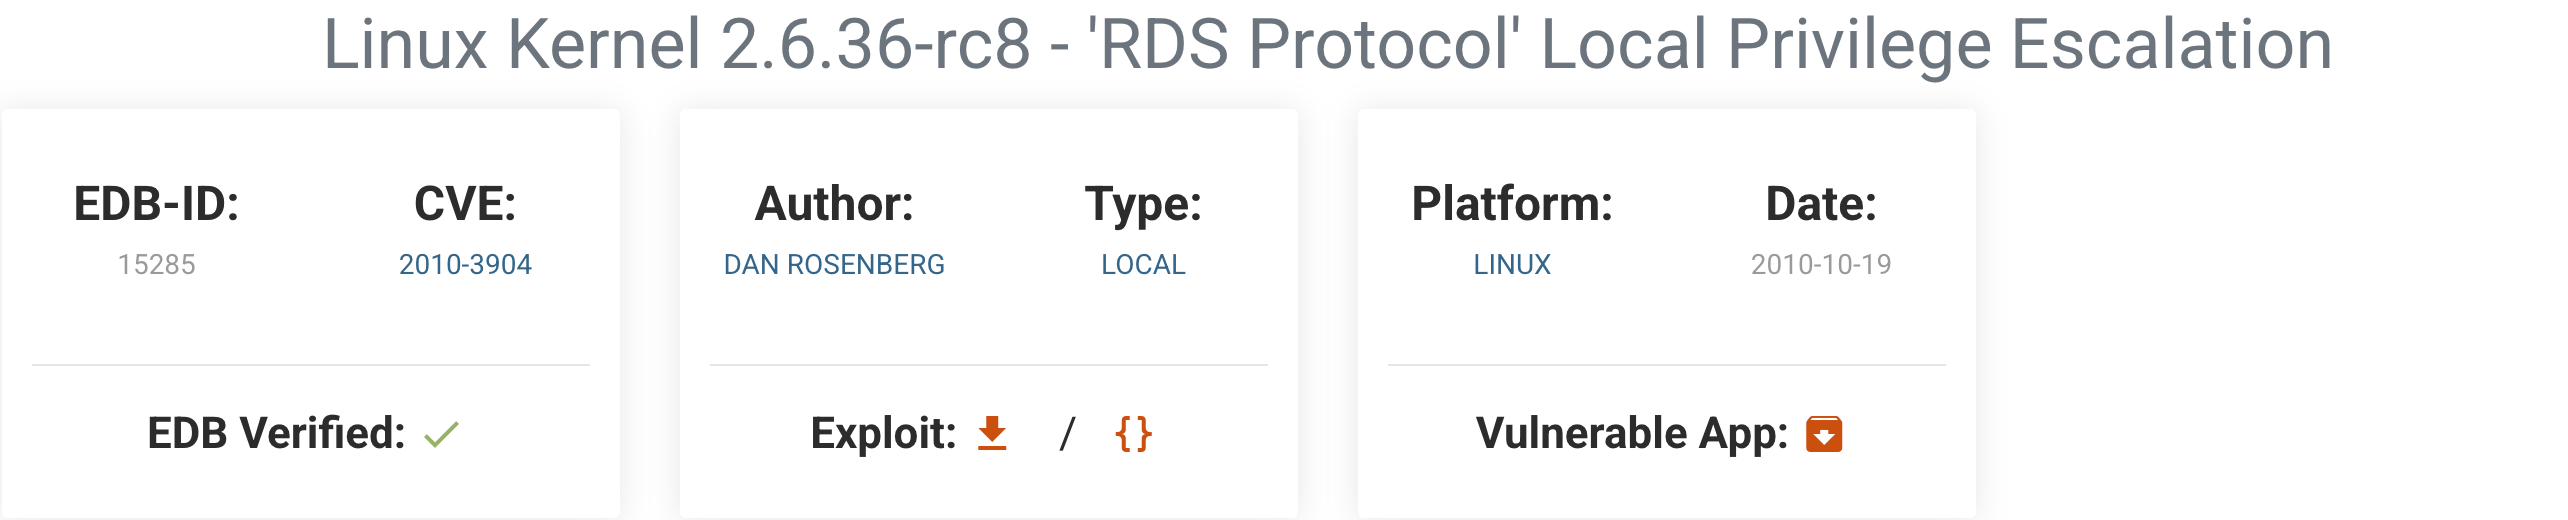 Linux Kernel 2.6.36-rc8 - 'RDS Protocol' Local Privilege Escalation
EDB-ID:
15285
CVE:
2010-3904
EDB Verified:
Author:
DAN ROSENBERG
Type:
LOCAL
Exploit: / {}
Platform:
LINUX
Date:
2010-10-19
Vulnerable App: